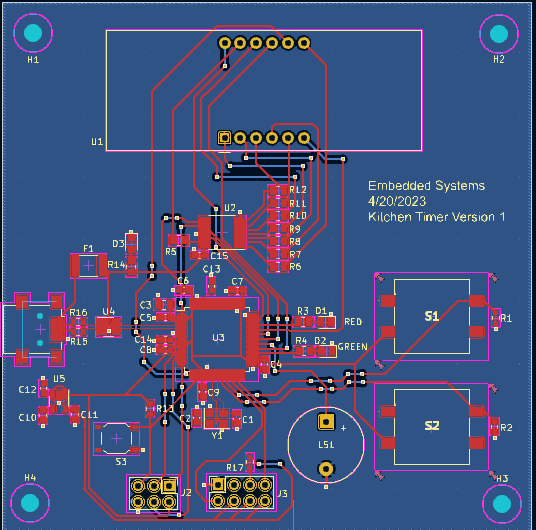 H1
H2
U1
Embedded Systems
4/20/2023
Kilchen Timer Version 1
R12
R11
R10
R9
R8
R7
R6
U2
R5
C15
D3
R14
F1
C13
C6
C7
C3
C5
R16
R15
U4
U3
C14
C8
R3
D1
RED
R4
D2
GREEN
C4
S1
R1
U5
C12
C10
C11
R13
C9
C2
Y1
C1
S3
LS1
+
S2
R2
R17
J2
J3
H4
H3